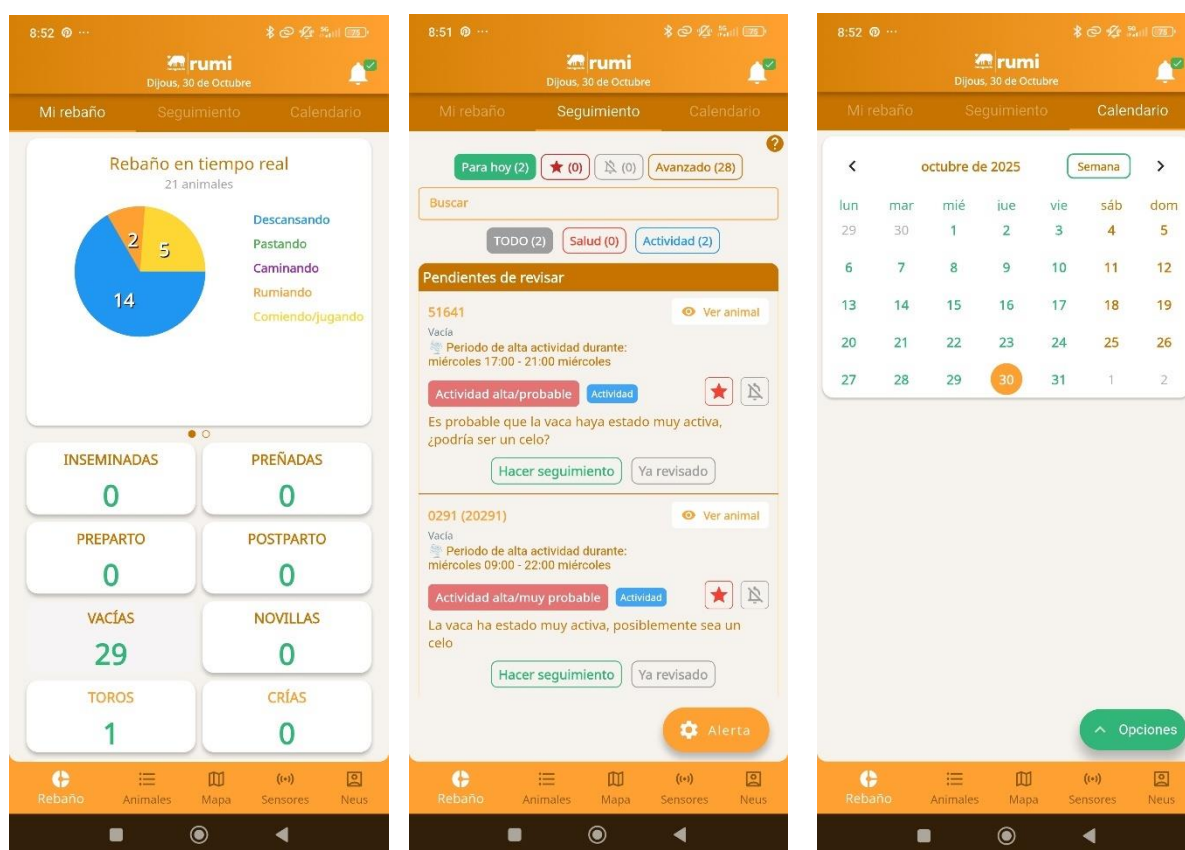 8:52
rumi
Dijous, 30 de Octubre
Mi rebaño Seguimiento Calendario
Rebaño en tiempo real
21 animales
Descansando
Pastando
Caminando
Rumiando
Comiendo/jugando
2
5
14
INSEMINADAS PREÑADAS
0 0
PREPARTO POSTPARTO
0 0
VACÍAS NOVILLAS
29 0
TOROS CRÍAS
1 0
Rebaño Animales Mapa Sensores Neus
8:51
rumi
Dijous, 30 de Octubre
Mi rebaño Seguimiento Calendario
?
Para hoy (2) (0) (0) Avanzado (28)
Buscar
TODO (2) Salud (0) Actividad (2)
Pendientes de revisar
51641 Ver animal
Vacía
Periodo de alta actividad durante:
miércoles 17:00 - 21:00 miércoles
Actividad alta/probable Actividad
Es probable que la vaca haya estado muy activa,
¿podría ser un celo?
Hacer seguimiento Ya revisado
0291 (20291) Ver animal
Vacía
Periodo de alta actividad durante:
miércoles 09:00 - 22:00 miércoles
Actividad alta/muy probable Actividad
La vaca ha estado muy activa, posiblemente sea un
celo
Hacer seguimiento Ya revisado
Alerta
Rebaño Animales Mapa Sensores Neus
8:52
rumi
Dijous, 30 de Octubre
Mi rebaño Seguimiento Calendario
octubre de 2025 Semana
lun mar mié jue vie sáb dom
29 30 1 2 3 4 5
6 7 8 9 10 11 12
13 14 15 16 17 18 19
20 21 22 23 24 25 26
27 28 29 30 31 1 2
Opciones
Rebaño Animales Mapa Sensores Neus